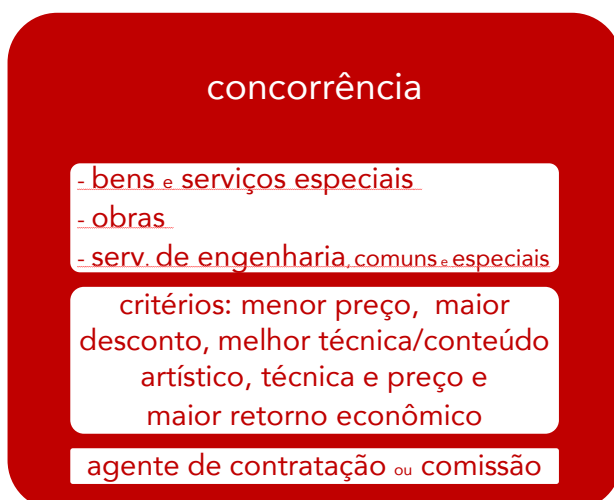 concorrência
- bens e serviços especiais
- obras
- serv. de engenharia, comuns e especiais
critérios: menor preço, maior
desconto, melhor técnica/conteúdo
artístico, técnica e preço e
maior retorno econômico
agente de contratação ou comissão